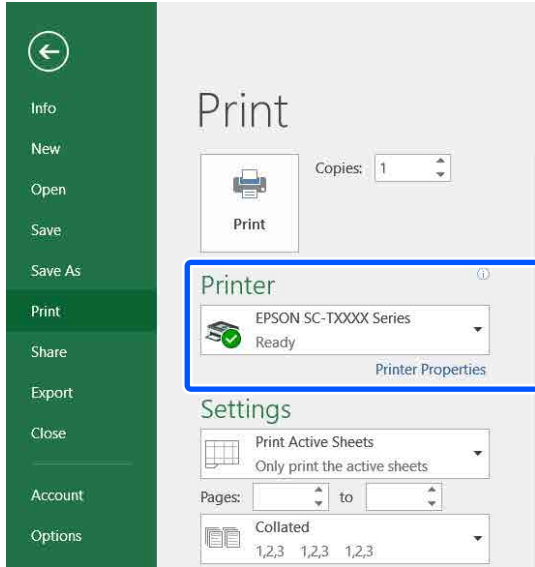 Info
New
Open
Save
Save As
Print
Share
Export
Close
Account
Options
Print
Copies: 1
Print
Printer
EPSON SC-TXXXX Series
Ready
Printer Properties
Settings
Print Active Sheets
Only print the active sheets
Pages: to
Collated
1,2,3 1,2,3 1,2,3